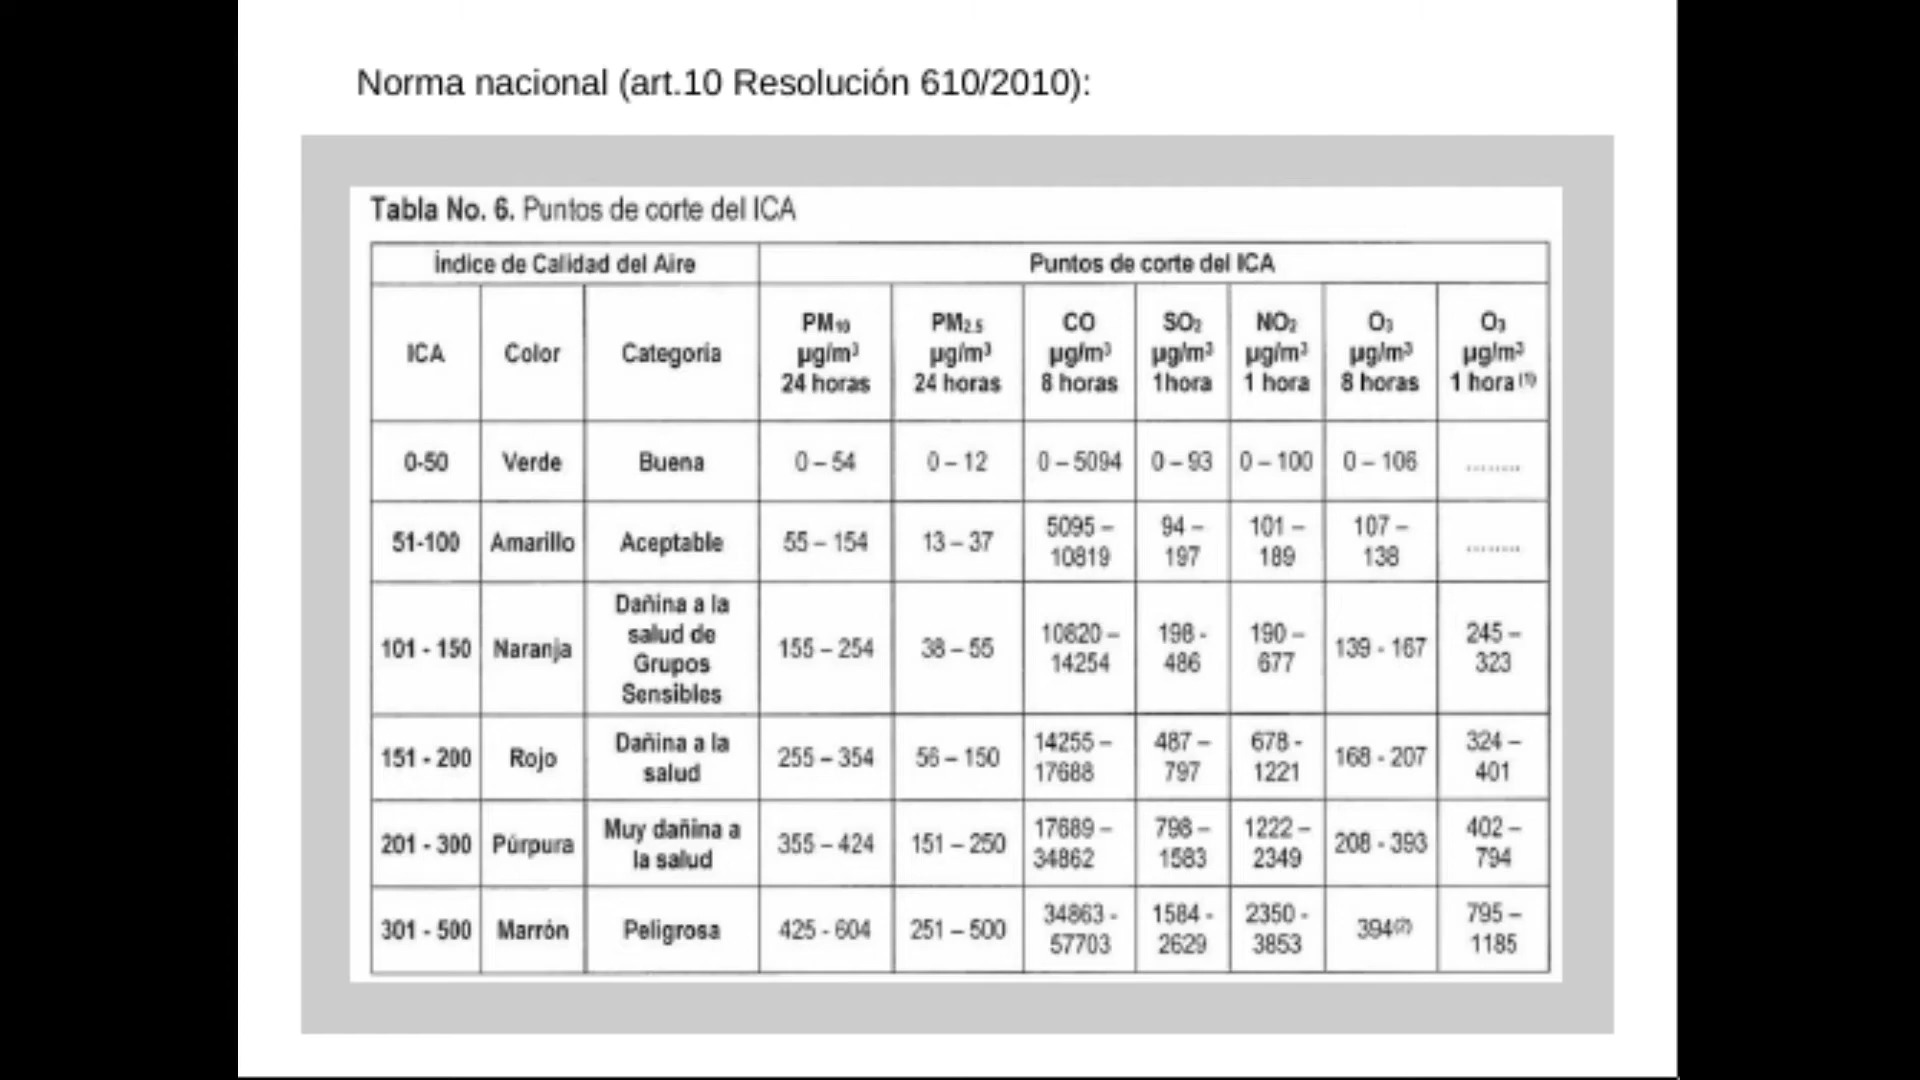 Norma nacional (art.10 Resolución 610/2010):
Tabla No. 6. Puntos de corte del ICA
Índice de Calidad del Aire Puntos de corte del ICA
ICA Color Categoria PM10 µg/m³ 24 horas PM2.5 µg/m³ 24 horas CO µg/m³ 8 horas SO2 µg/m³ 1hora NO2 µg/m³ 1 hora O3 µg/m³ 8 horas O3 µg/m³ 1 hora (1)
0-50 Verde Buena 0 – 54 0 – 12 0 – 5094 0 – 93 0 – 100 0 – 106 ........
51-100 Amarillo Aceptable 55 – 154 13 – 37 5095 – 10819 94 – 197 101 – 189 107 – 138 ........
101 - 150 Naranja Dañina a la salud de Grupos Sensibles 155 – 254 38 – 55 10820 – 14254 198 - 486 190 – 677 139 - 167 245 – 323
151 - 200 Rojo Dañina a la salud 255 – 354 56 – 150 14255 – 17688 487 – 797 678 - 1221 168 - 207 324 – 401
201 - 300 Púrpura Muy dañina a la salud 355 – 424 151 – 250 17689 – 34862 798 – 1583 1222 – 2349 208 - 393 402 – 794
301 - 500 Marrón Peligrosa 425 - 604 251 – 500 34863 - 57703 1584 - 2629 2350 - 3853 394(2) 795 – 1185